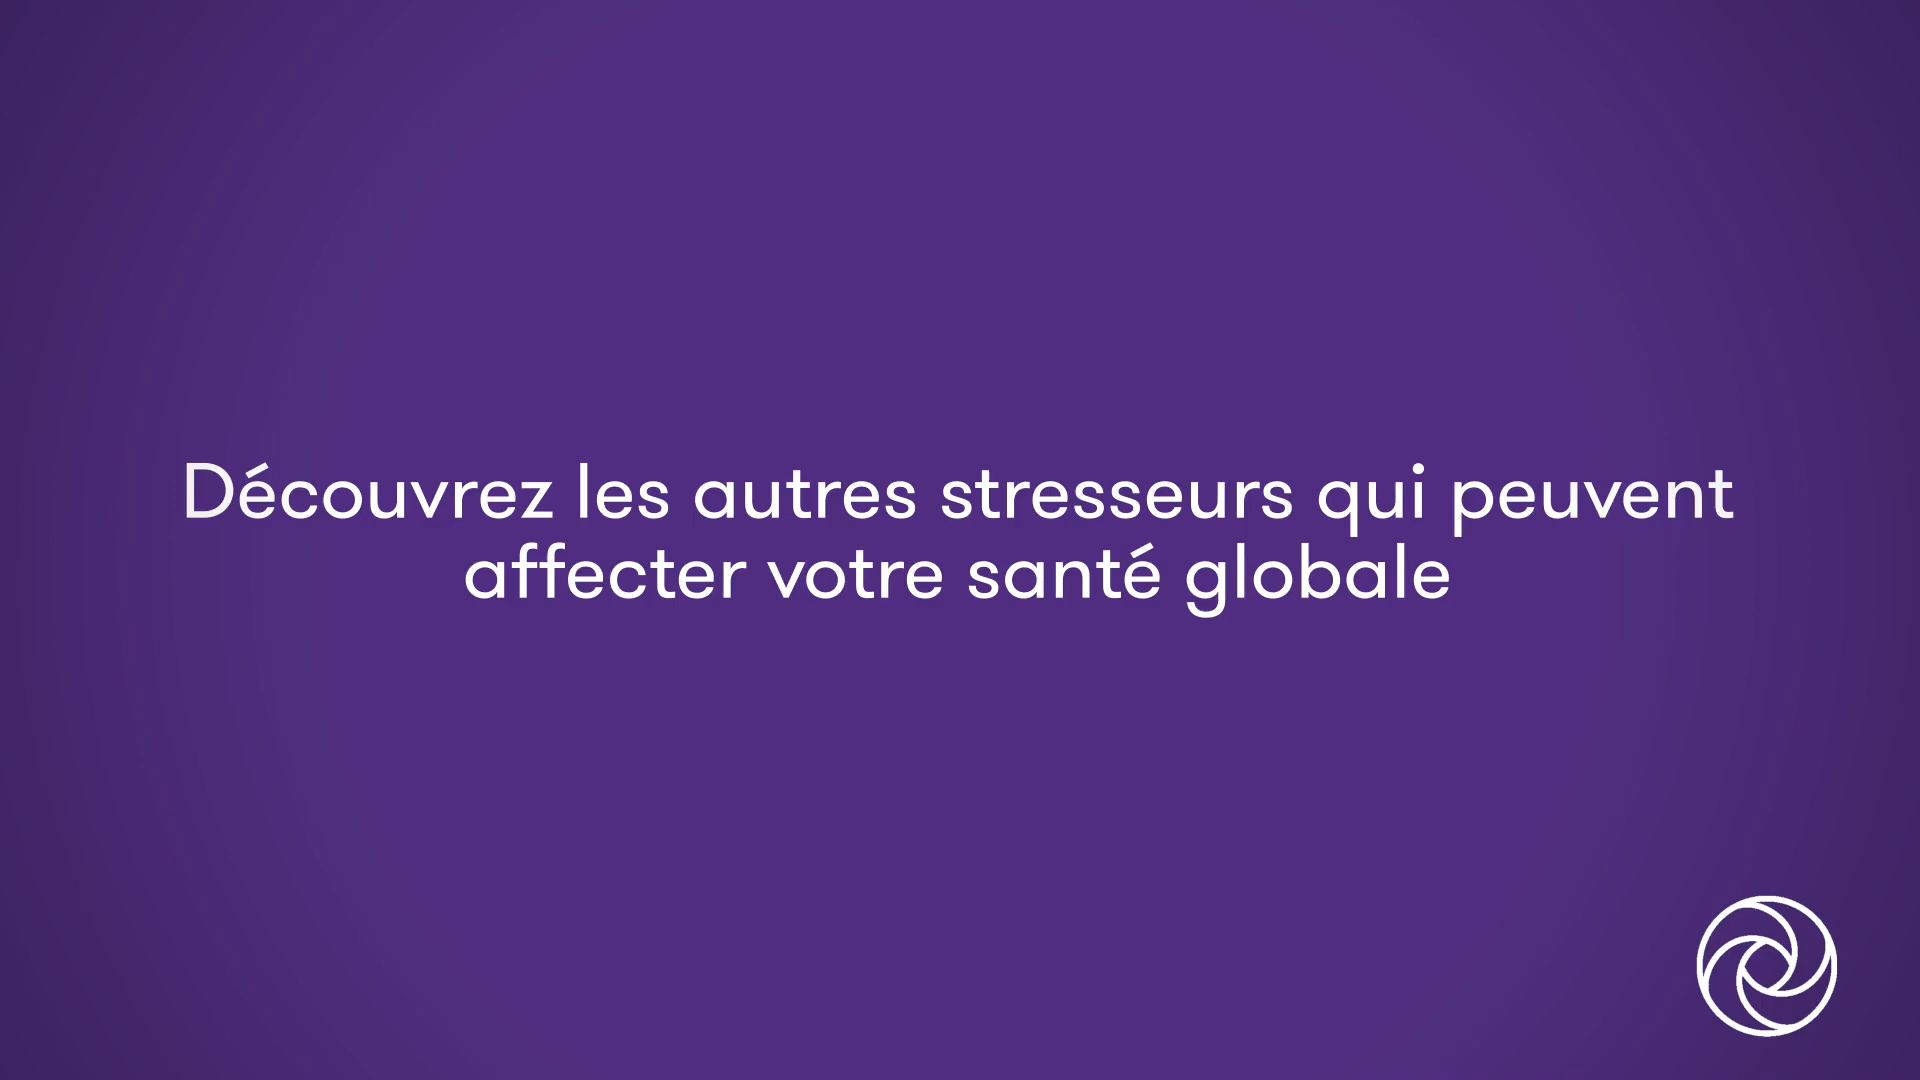 Découvrez les autres stresseurs qui peuvent
affecter votre santé globale